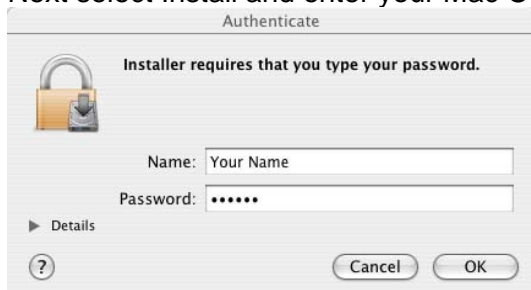 Next select Install and enter your Mac
Authenticate
Installer requires that you type your password.
Name: Your Name
Password: ••••••
Details
?
Cancel OK